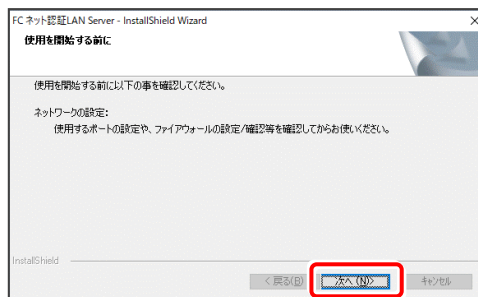 FC ネット認証LAN Server - InstallShield Wizard
使用を開始する前に
使用を開始する前に以下の事を確認してください。
ネットワークの設定:
使用するポートの設定や、ファイアウォールの設定/確認等を確認してからお使いください。
InstallShield
< 戻る(B)
次へ (N)>
キャンセル